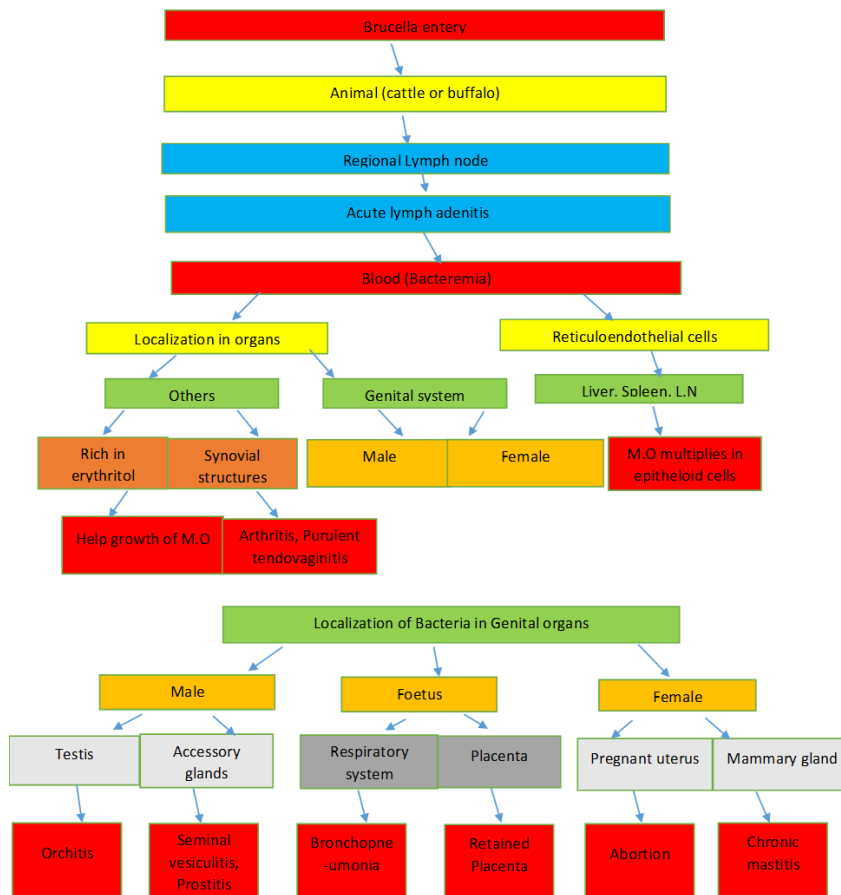 Brucella entery
Animal (cattle or buffalo)
Regional Lymph node
Acute lymph adenitis
Blood (Bacteremia)
Localization in organs
Reticuloendothelial cells
Others
Genital system
Liver. Spleen. L.N
Rich in
erythritol
Synovial
structures
Male
Female
M.O multiplies in
epitheloid cells
Help growth of M.O
Arthritis, Purulent
tendovaginitis
Localization of Bacteria in Genital organs
Male
Foetus
Female
Testis
Accessory
glands
Respiratory
system
Placenta
Pregnant uterus
Mammary gland
Orchitis
Seminal
vesiculitis,
Prostitis
Bronchopne
-umonia
Retained
Placenta
Abortion
Chronic
mastitis